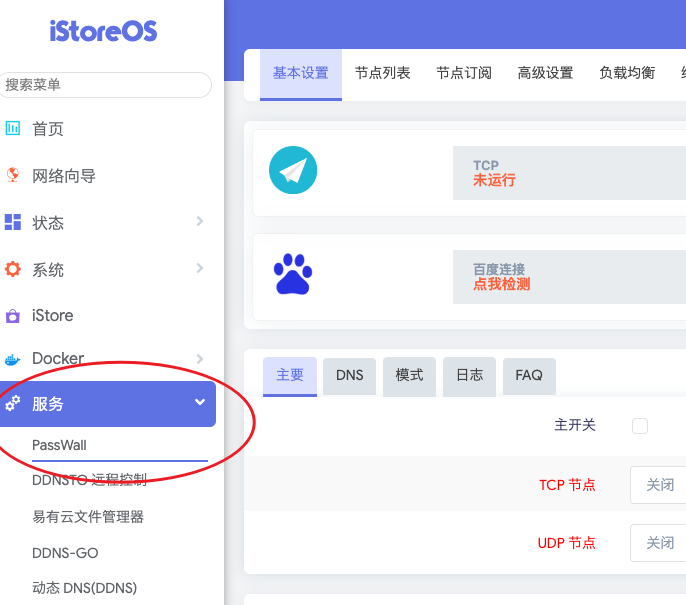 iStoreOS
搜索菜单
首页
网络向导
状态
系统
iStore
Docker
服务
PassWall
DDNSTO 远程控制
易有云文件管理器
DDNS-GO
动态 DNS(DDNS)
基本设置 节点列表 节点订阅 高级设置 负载均衡
TCP
未运行
百度连接
点我检测
主要 DNS 模式 日志 FAQ
主开关
TCP 节点 关闭
UDP 节点 关闭